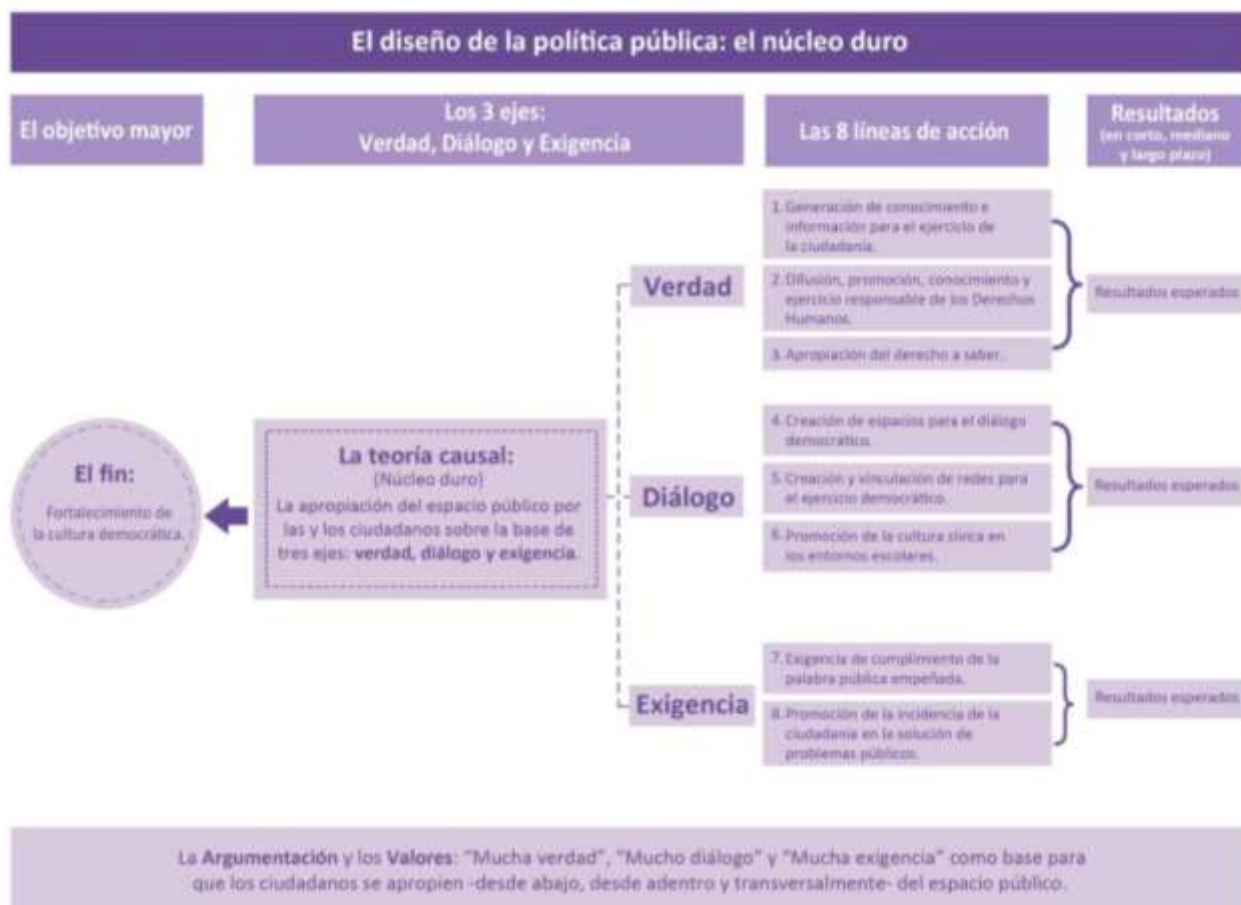 El diseño de la política pública: el núcleo duro
El objetivo mayor
Los 3 ejes:
Verdad, Diálogo y Exigencia
Las 8 líneas de acción
Resultados
(en corto, mediano
y largo plazo)
El fin:
Fortalecimiento de
la cultura democrática.
La teoría causal:
(Núcleo duro)
La apropiación del espacio público por
las y los ciudadanos sobre la base de
tres ejes: verdad, diálogo y exigencia.
Verdad
1. Generación de conocimiento e
información para el ejercicio de
la ciudadanía.
2. Difusión, promoción, conocimiento y
ejercicio responsable de los Derechos
Humanos.
3. Apropiación del derecho a saber.
Resultados esperados
Diálogo
4. Creación de espacios para el diálogo
democrático.
5. Creación y vinculación de redes para
el ejercicio democrático.
6. Promoción de la cultura cívica en
los entornos escolares.
Resultados esperados
Exigencia
7. Exigencia de cumplimiento de la
palabra pública empeñada.
8. Promoción de la incidencia de la
ciudadanía en la solución de
problemas públicos.
Resultados esperados
La Argumentación y los Valores: “Mucha verdad”, “Mucho diálogo” y “Mucha exigencia” como base para
que los ciudadanos se apropien -desde abajo, desde adentro y transversalmente- del espacio público.